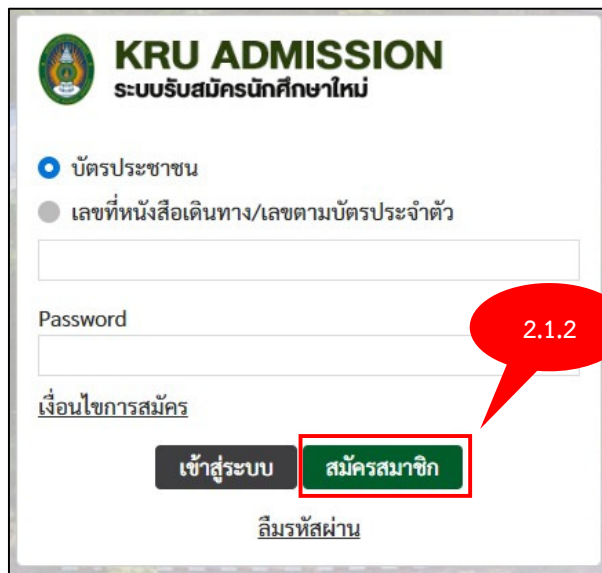 KRU ADMISSION
ระบบรับสมัครนักศึกษาใหม่
บัตรประชาชน
เลขที่หนังสือเดินทาง/เลขตามบัตรประจำตัว
Password
2.1.2
เงื่อนไขการสมัคร
เข้าสู่ระบบ สมัครสมาชิก
ลืมรหัสผ่าน